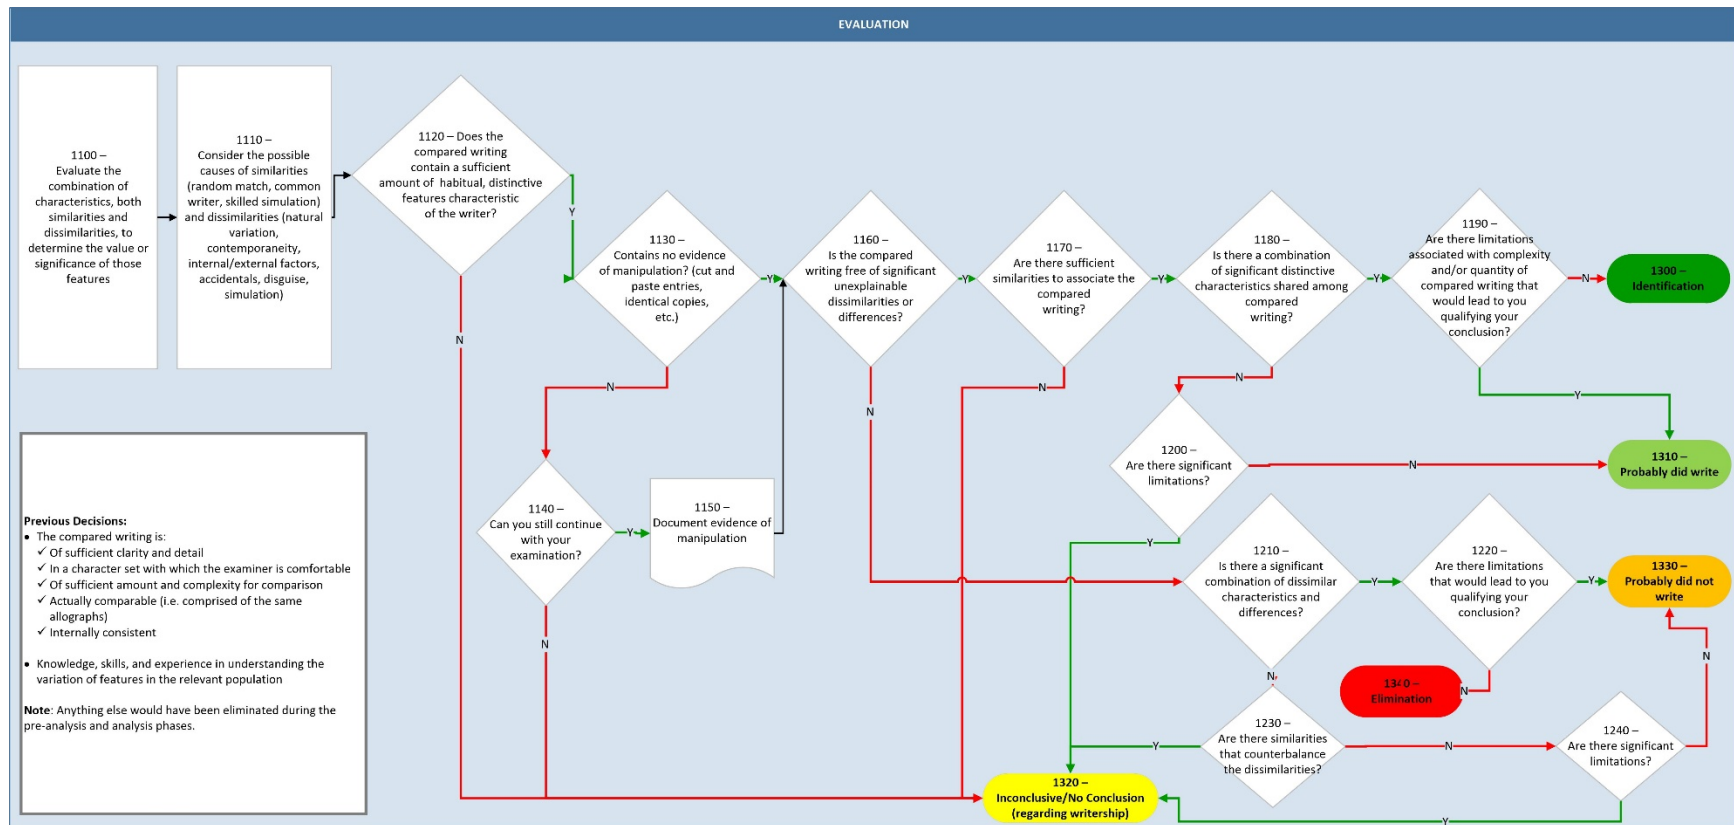 EVALUATION
1100 –
Evaluate the
combination of
characteristics, both
similarities and
dissimilarities, to
determine the value or
significance of those
features
1110 –
Consider the possible
causes of similarities
(random match, common
writer, skilled simulation)
and dissimilarities (natural
variation,
contemporaneity,
internal/external factors,
accidentals, disguise,
simulation)
1120 – Does the
compared writing
contain a sufficient
amount of habitual, distinctive
features characteristic
of the writer?
Y
N
1130 –
Contains no evidence
of manipulation? (cut and
paste entries,
identical copies,
etc.)
Y
N
1160 –
Is the compared
writing free of significant
unexplainable
dissimilarities or
differences?
Y
N
1170 –
Are there sufficient
similarities to associate the
compared
writing?
Y
N
1180 –
Is there a combination
of significant distinctive
characteristics shared among
compared
writing?
Y
N
1190 –
Are there limitations
associated with complexity
and/or quantity of
compared writing that
would lead to you
qualifying your
conclusion?
N
Y
1300 –
Identification
1140 –
Can you still continue
with your
examination?
Y
N
1150 –
Document evidence of
manipulation
1200 –
Are there significant
limitations?
N
Y
1310 –
Probably did write
1210 –
Is there a significant
combination of dissimilar
characteristics and
differences?
Y
N
1220 –
Are there limitations
that would lead to you
qualifying your
conclusion?
Y
N
1330 –
Probably did not
write
1340 –
Elimination
1230 –
Are there similarities
that counterbalance
the dissimilarities?
Y
N
1240 –
Are there significant
limitations?
N
Y
1320 –
Inconclusive/No Conclusion
(regarding writership)
Previous Decisions:
• The compared writing is:
✓ Of sufficient clarity and detail
✓ In a character set with which the examiner is comfortable
✓ Of sufficient amount and complexity for comparison
✓ Actually comparable (i.e. comprised of the same
allographs)
✓ Internally consistent
• Knowledge, skills, and experience in understanding the
variation of features in the relevant population
Note: Anything else would have been eliminated during the
pre-analysis and analysis phases.